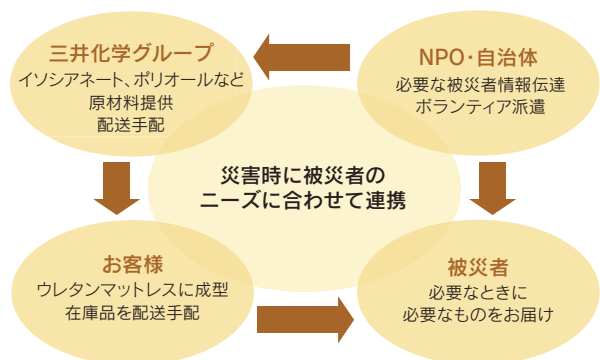 三井化学グループ
イソシアネート、ポリオールなど
原材料提供
配送手配
NPO・自治体
必要な被災者情報伝達
ボランティア派遣
災害時に被災者の
ニーズに合わせて連携
お客様
ウレタンマットレスに成型
在庫品を配送手配
被災者
必要なときに
必要なものをお届け